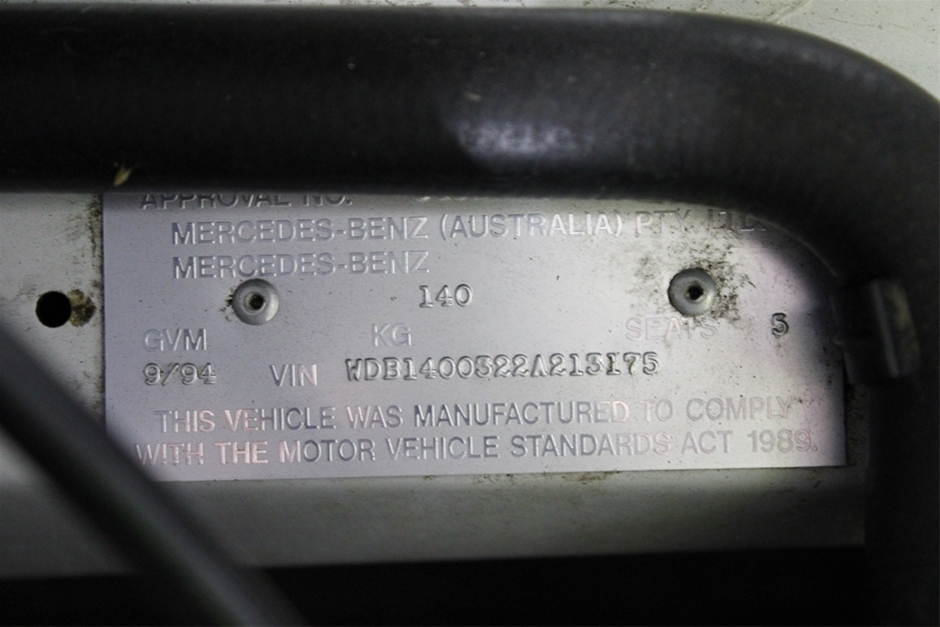 APPROVAL NO.
MERCEDES-BENZ (AUSTRALIA) PTY. LTD.
MERCEDES-BENZ
140
GVM KG SEATS 5
9/94 VIN WDB1400322A213175
THIS VEHICLE WAS MANUFACTURED TO COMPLY
WITH THE MOTOR VEHICLE STANDARDS ACT 1989.